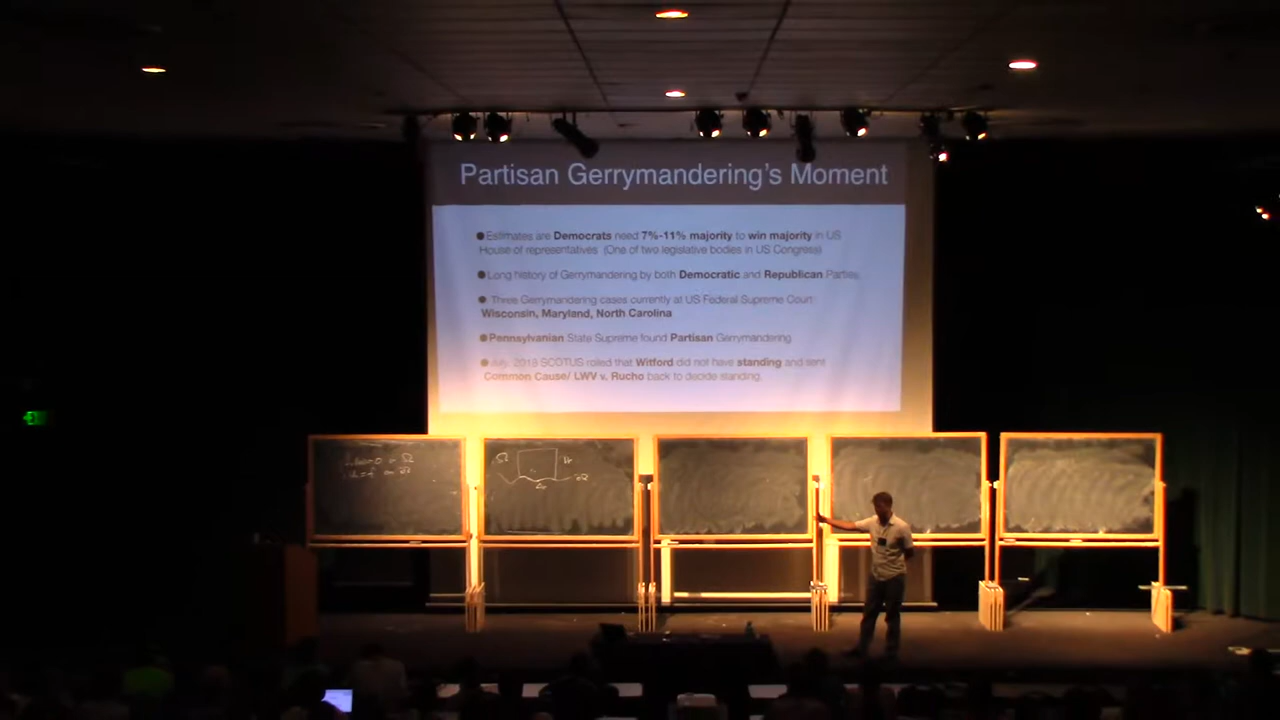 Partisan Gerrymandering's Moment
●Estimates are Democrats need 7%-11% majority to win majority in US
House of representatives (One of two legislative bodies in US Congress)
●Long history of Gerrymandering by both Democratic and Republican Parties
● Three Gerrymandering cases currently at US Federal Supreme Court:
Wisconsin, Maryland, North Carolina
●Pennsylvanian State Supreme found Partisan Gerrymandering
●July, 2018 SCOTUS rolled that Witford did not have standing and sent
Common Cause/ LWV v. Rucho back to decide standing.